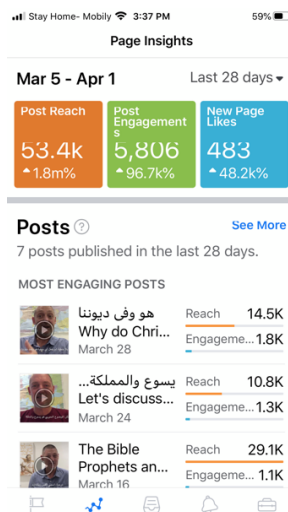 Stay Home- Mobily 3:37 PM 59%
Page Insights
Mar 5 - Apr 1 Last 28 days
Post Reach
53.4k
1.8m%
Post
Engagement
s
5,806
96.7k%
New Page
Likes
483
48.2k%
Posts ? See More
7 posts published in the last 28 days.
MOST ENGAGING POSTS
هو وفى ديوننا
Why do Chri...
March 28
Reach 14.5K
Engageme... 1.8K
يسوع والمملكة...
Let's discuss...
March 24
Reach 10.8K
Engageme... 1.3K
The Bible
Prophets an...
March 16
Reach 29.1K
Engageme... 1.1K